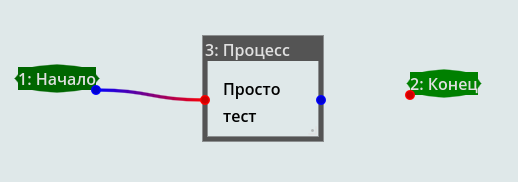 1: Начало
3: Процесс
Просто
тест
2: Конец